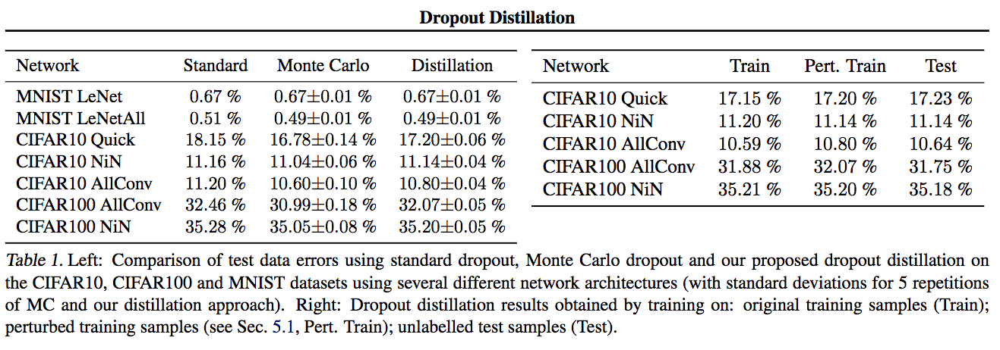 Dropout Distillation
Network Standard Monte Carlo Distillation
MNIST LeNet 0.67 % 0.67±0.01 % 0.67±0.01 %
MNIST LeNetAll 0.51 % 0.49±0.01 % 0.49±0.01 %
CIFAR10 Quick 18.15 % 16.78±0.14 % 17.20±0.06 %
CIFAR10 NiN 11.16 % 11.04±0.06 % 11.14±0.04 %
CIFAR10 AllConv 11.20 % 10.60±0.10 % 10.80±0.04 %
CIFAR100 AllConv 32.46 % 30.99±0.18 % 32.07±0.05 %
CIFAR100 NiN 35.28 % 35.05±0.08 % 35.20±0.05 %
Network Train Pert. Train Test
CIFAR10 Quick 17.15 % 17.20 % 17.23 %
CIFAR10 NiN 11.20 % 11.14 % 11.14 %
CIFAR10 AllConv 10.59 % 10.80 % 10.64 %
CIFAR100 AllConv 31.88 % 32.07 % 31.75 %
CIFAR100 NiN 35.21 % 35.20 % 35.18 %
Table 1. Left: Comparison of test data errors using standard dropout, Monte Carlo dropout and our proposed dropout distillation on
the CIFAR10, CIFAR100 and MNIST datasets using several different network architectures (with standard deviations for 5 repetitions
of MC and our distillation approach). Right: Dropout distillation results obtained by training on: original training samples (Train);
perturbed training samples (see Sec. 5.1, Pert. Train); unlabelled test samples (Test).